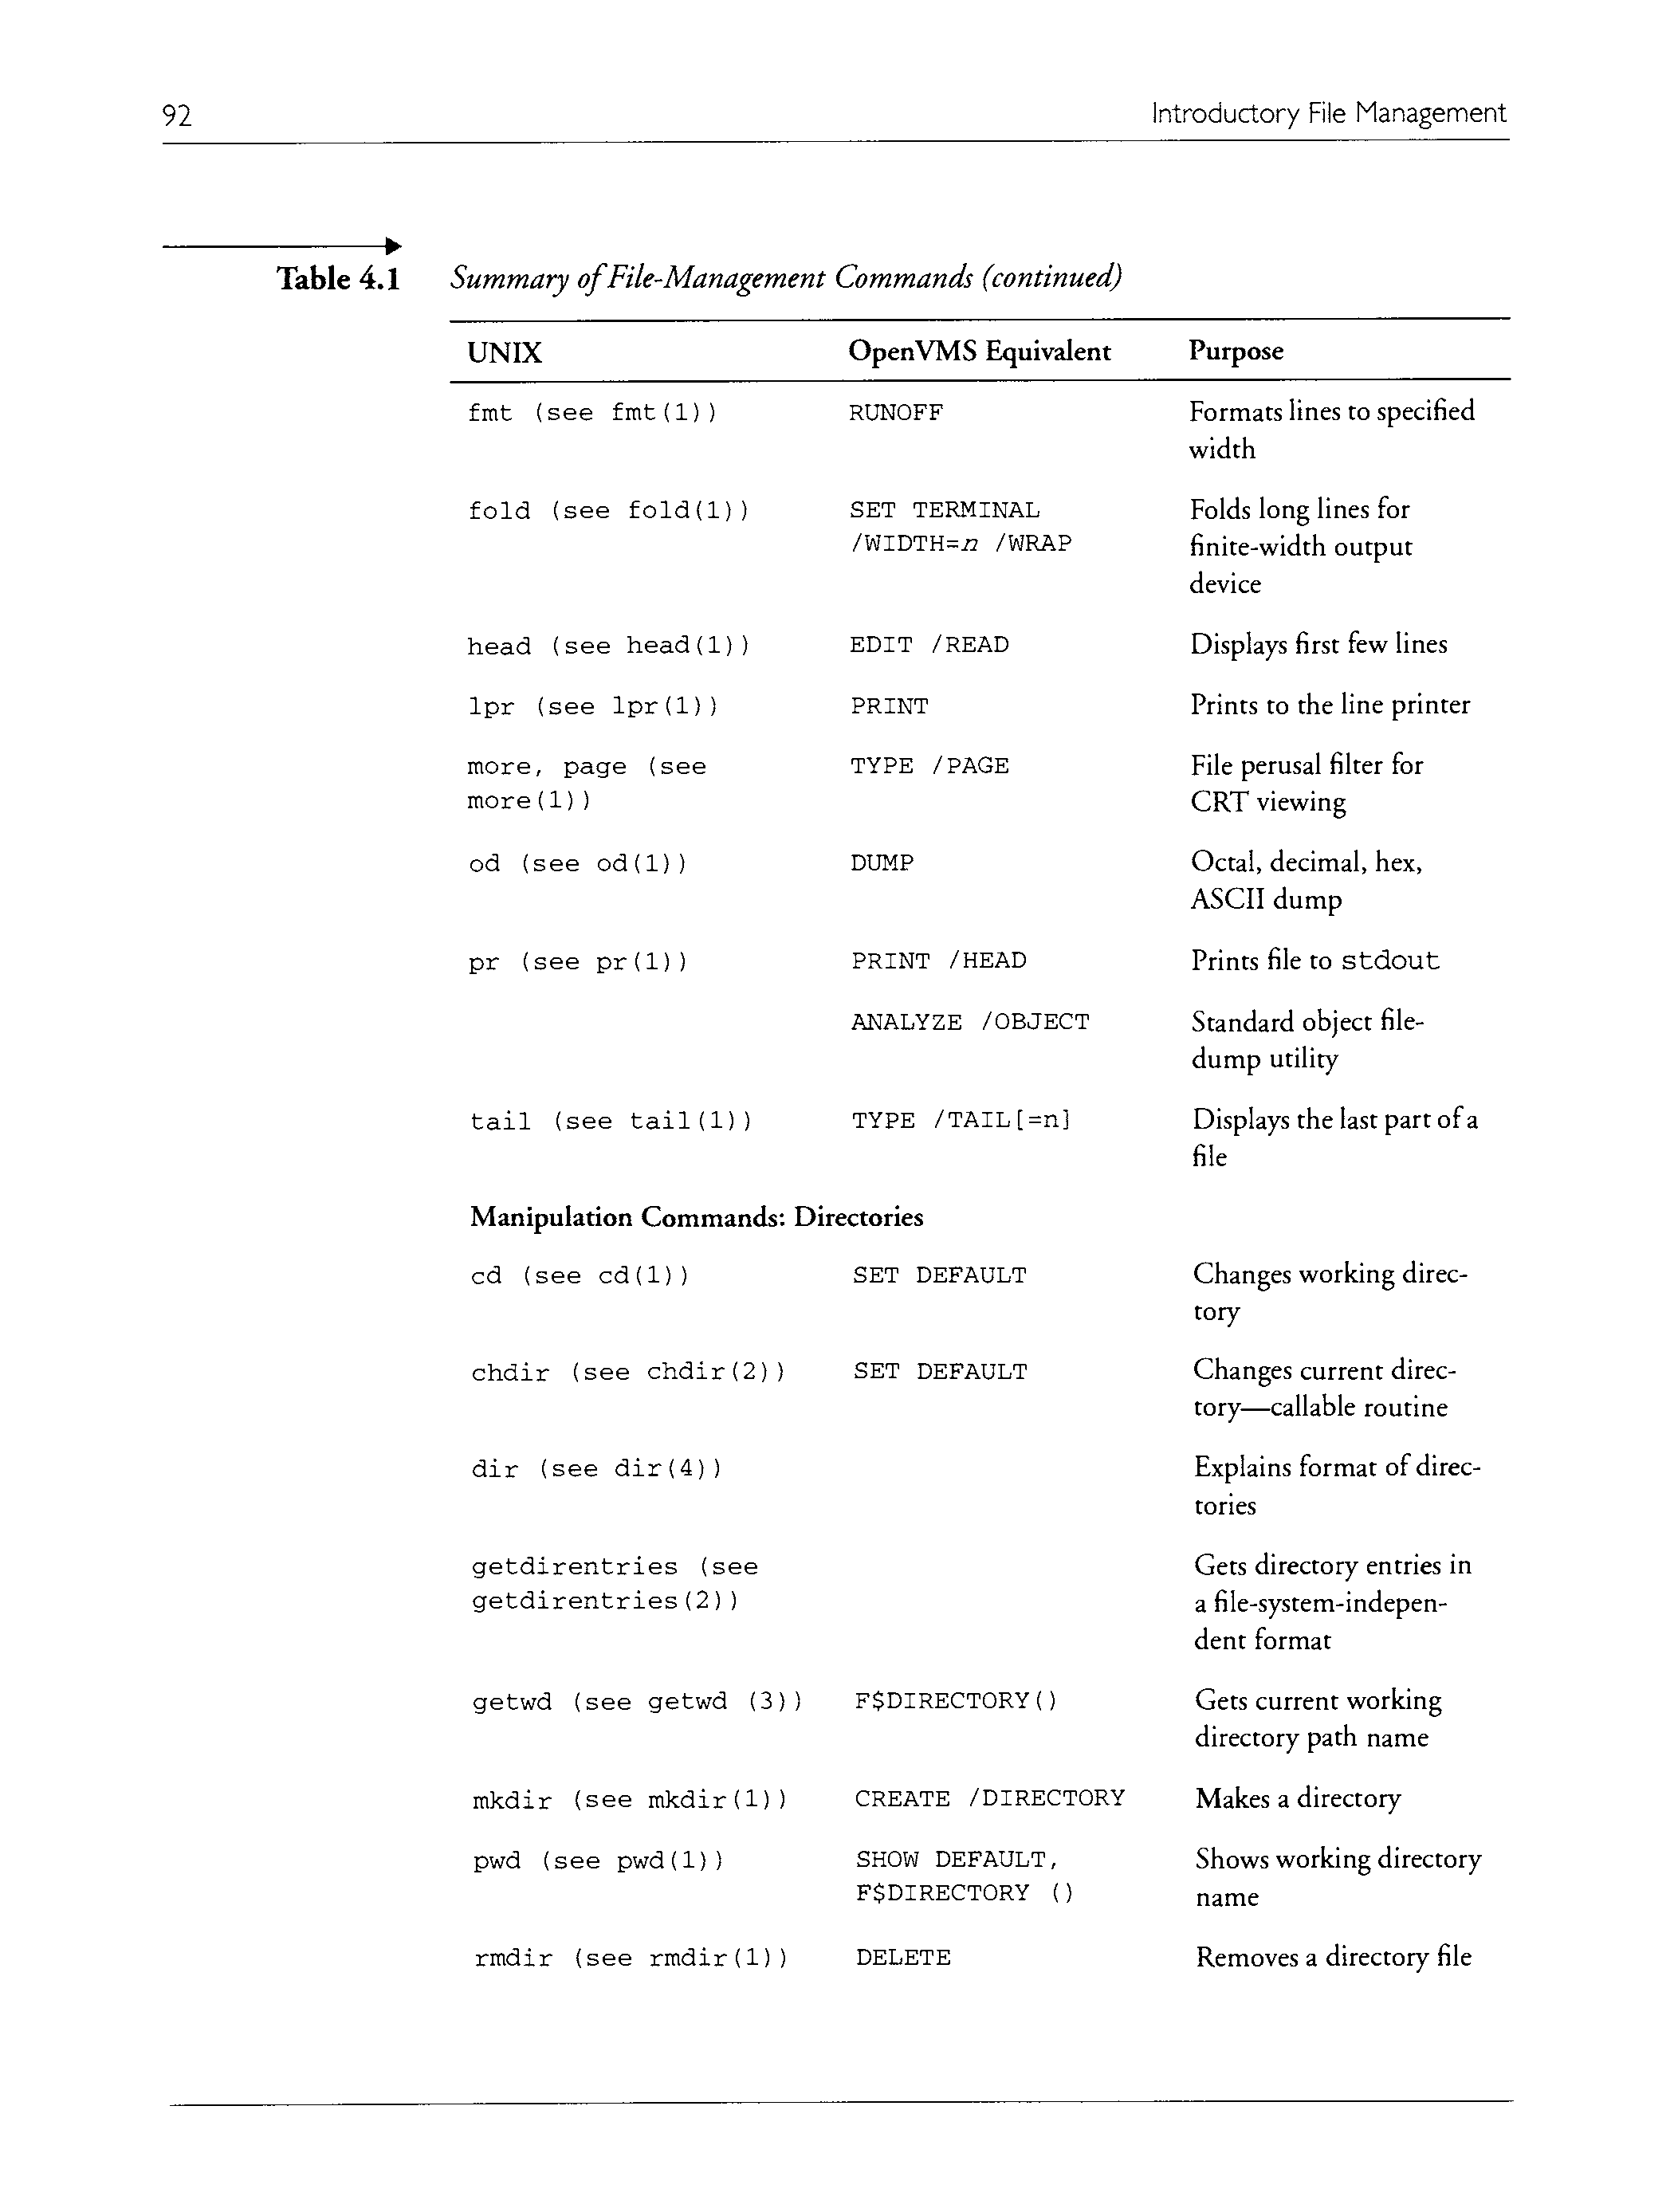 92 Introductory File Management
Table 4.1 Summary of File-Management Commands (continued)
UNIX OpenVMS Equivalent Purpose
fmt (see fmt(1)) RUNOFF Formats lines to specified
width
fold (see fold(1)) SET TERMINAL Folds long lines for
/WIDTH=n /WRAP finite-width output
device
head (see head(1)) EDIT /READ Displays first few lines
lpr (see lpr(1)) PRINT Prints to the line printer
more, page (see TYPE /PAGE File perusal filter for
more(1)) CRT viewing
od (see od(1)) DUMP Octal, decimal, hex,
ASCII dump
pr (see pr(1)) PRINT /HEAD Prints file to stdout
ANALYZE /OBJECT Standard object file-
dump utility
tail (see tail(1)) TYPE /TAIL[=n] Displays the last part of a
file
Manipulation Commands: Directories
cd (see cd(1)) SET DEFAULT Changes working direc-
tory
chdir (see chdir(2)) SET DEFAULT Changes current direc-
tory—callable routine
dir (see dir(4)) Explains format of direc-
tories
getdirentries (see Gets directory entries in
getdirentries(2)) a file-system-indepen-
dent format
getwd (see getwd (3)) F$DIRECTORY() Gets current working
directory path name
mkdir (see mkdir(1)) CREATE /DIRECTORY Makes a directory
pwd (see pwd(1)) SHOW DEFAULT, Shows working directory
F$DIRECTORY () name
rmdir (see rmdir(1)) DELETE Removes a directory file